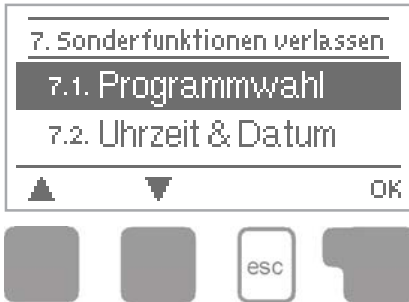 7. Sonderfunktionen verlassen
7.1. Programmwahl
7.2. Uhrzeit & Datum
OK
esc